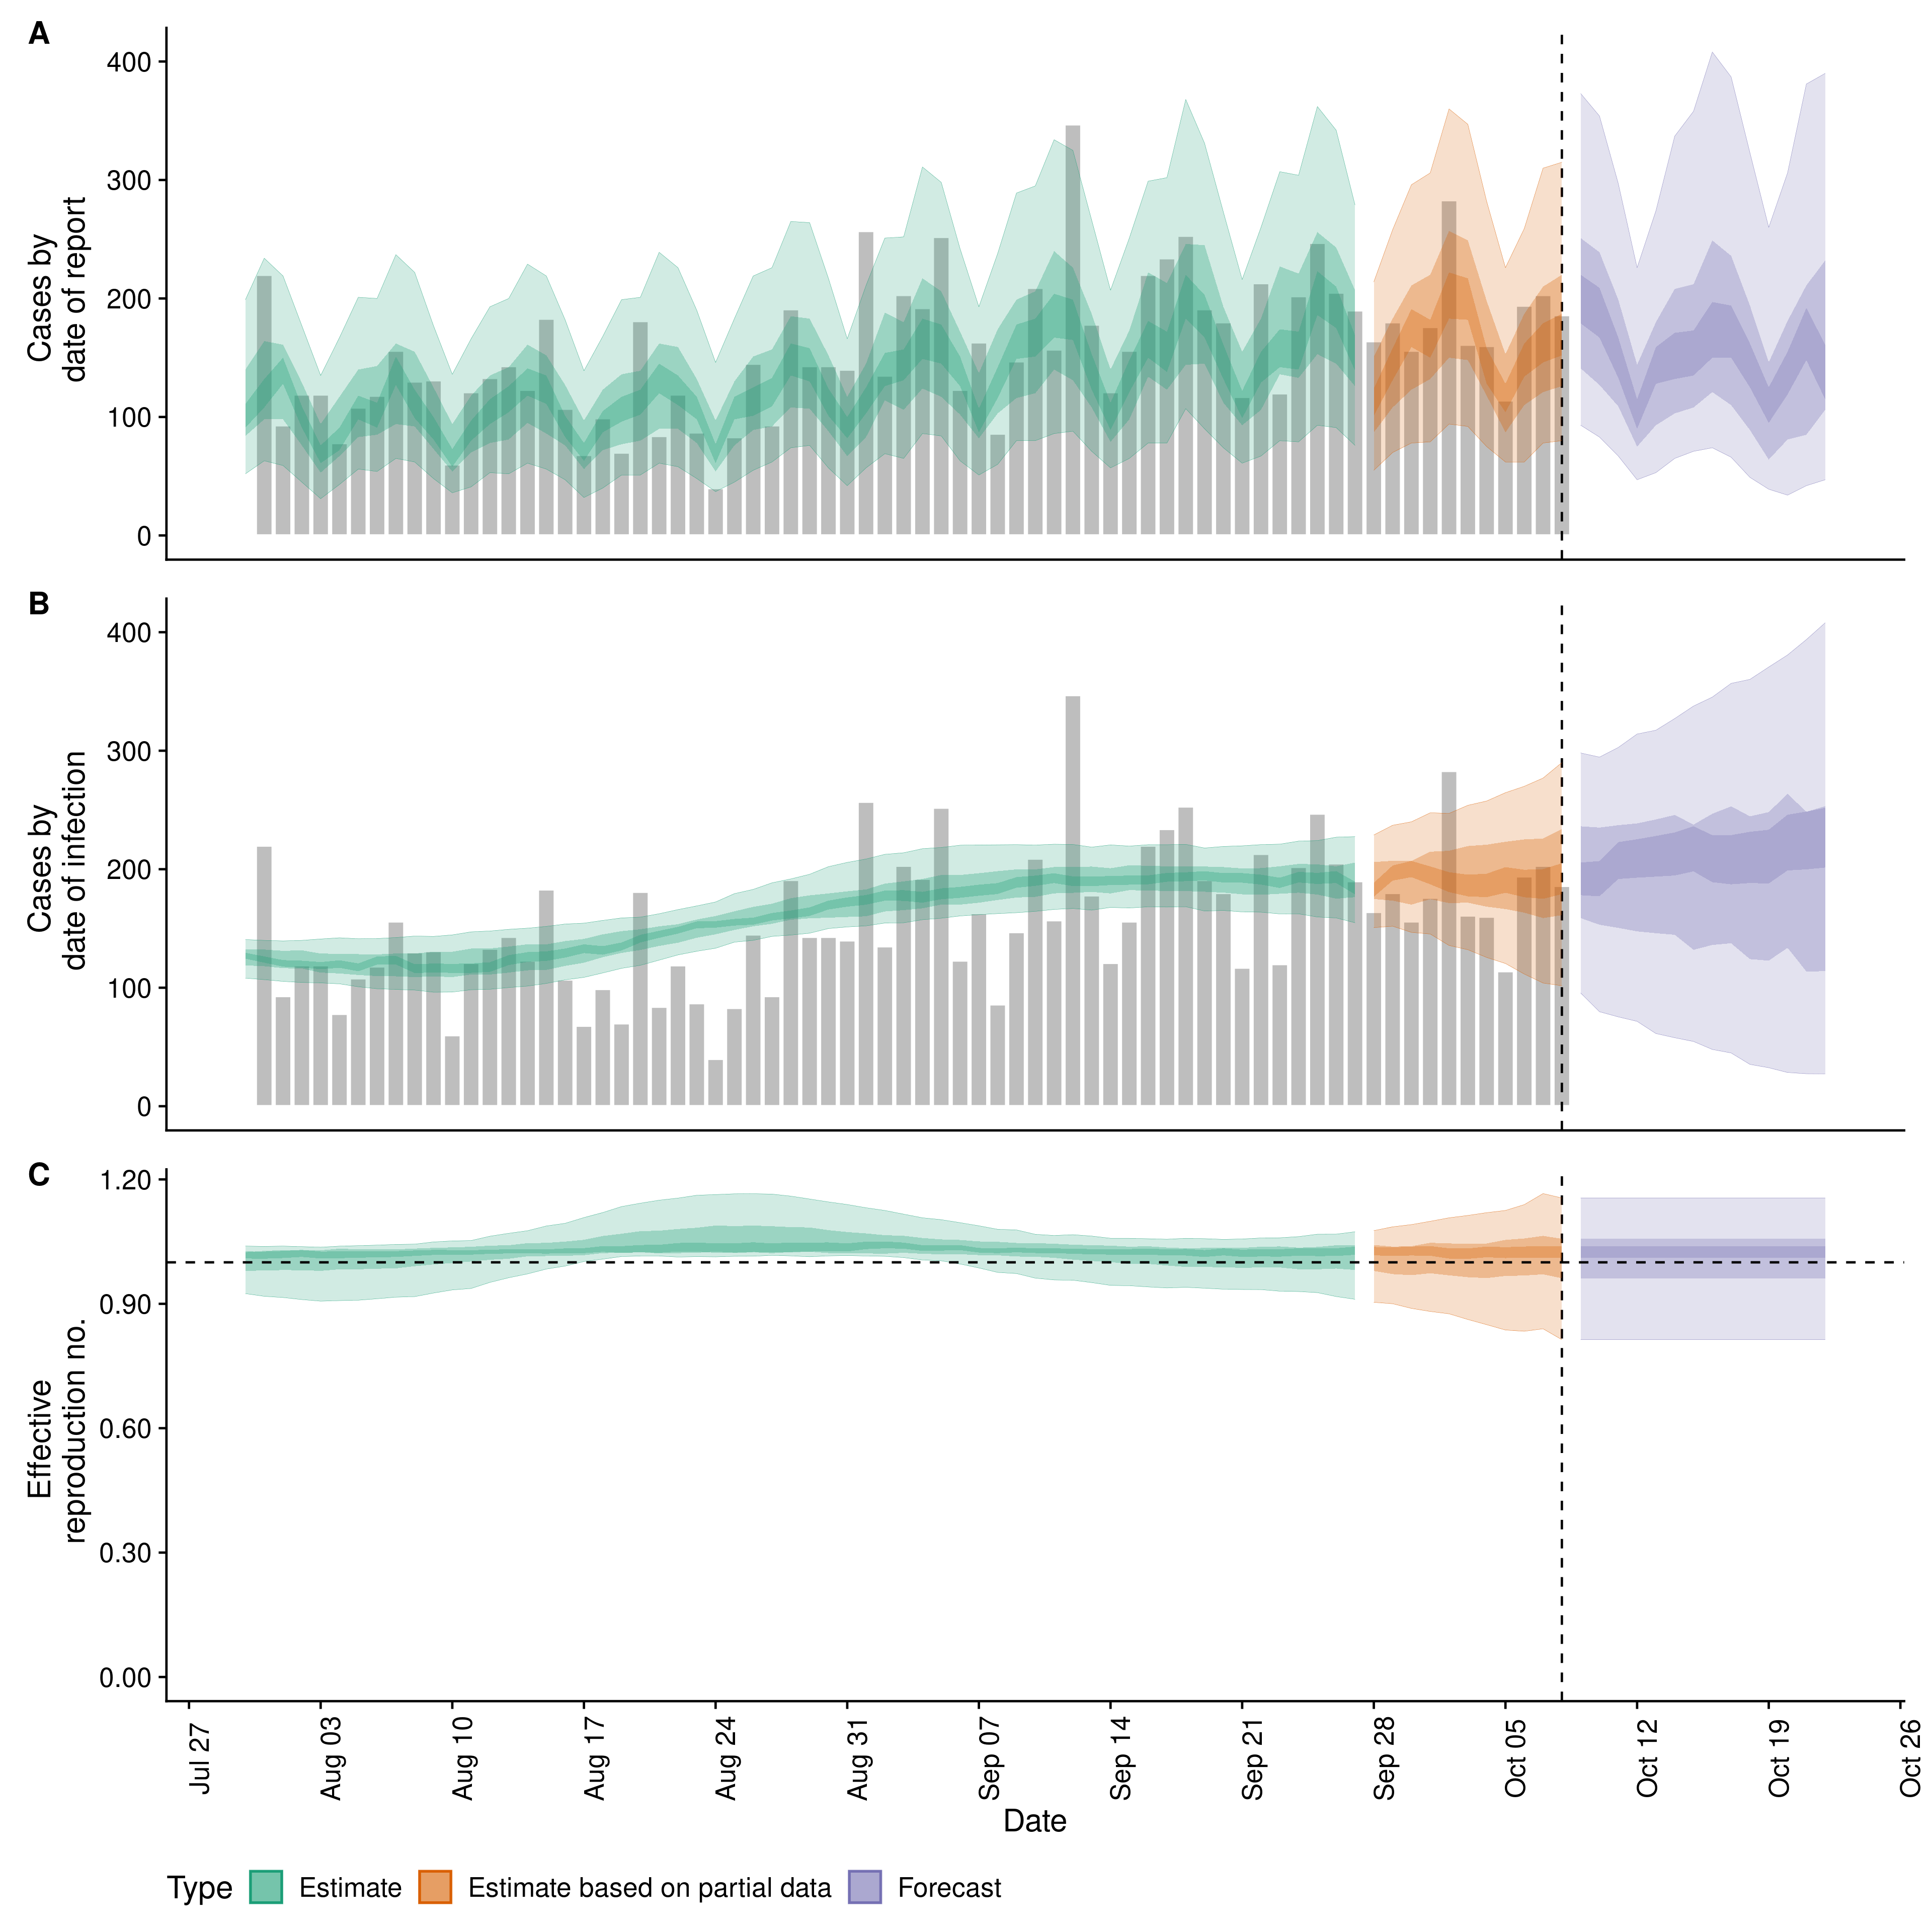 A
Cases by
date of report
400
300
200
100
0
B
Cases by
date of infection
400
300
200
100
0
C
Effective
reproduction no.
1.20
0.90
0.60
0.30
0.00
Jul 27
Aug 03
Aug 10
Aug 17
Aug 24
Aug 31
Sep 07
Sep 14
Sep 21
Sep 28
Oct 05
Oct 12
Oct 19
Oct 26
Date
Type Estimate Estimate based on partial data Forecast